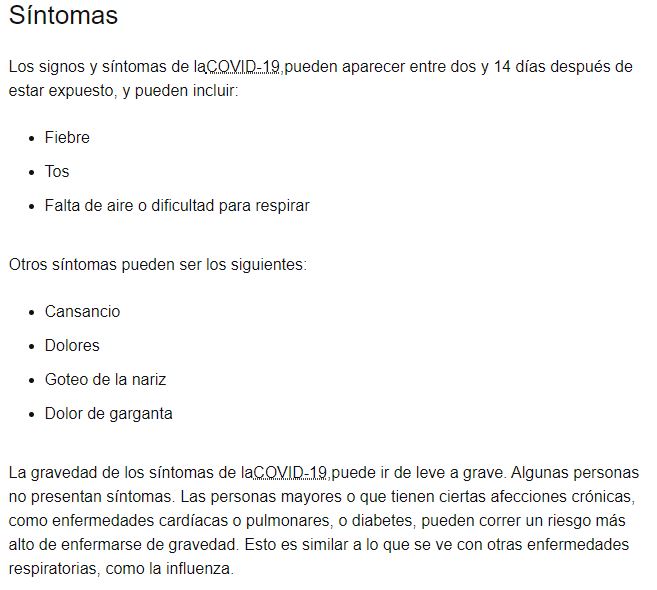 Síntomas
Los signos y síntomas de laCOVID-19,pueden aparecer entre dos y 14 días después de
estar expuesto, y pueden incluir:
• Fiebre
• Tos
• Falta de aire o dificultad para respirar
Otros síntomas pueden ser los siguientes:
• Cansancio
• Dolores
• Goteo de la nariz
• Dolor de garganta
La gravedad de los síntomas de laCOVID-19,puede ir de leve a grave. Algunas personas
no presentan síntomas. Las personas mayores o que tienen ciertas afecciones crónicas,
como enfermedades cardíacas o pulmonares, o diabetes, pueden correr un riesgo más
alto de enfermarse de gravedad. Esto es similar a lo que se ve con otras enfermedades
respiratorias, como la influenza.